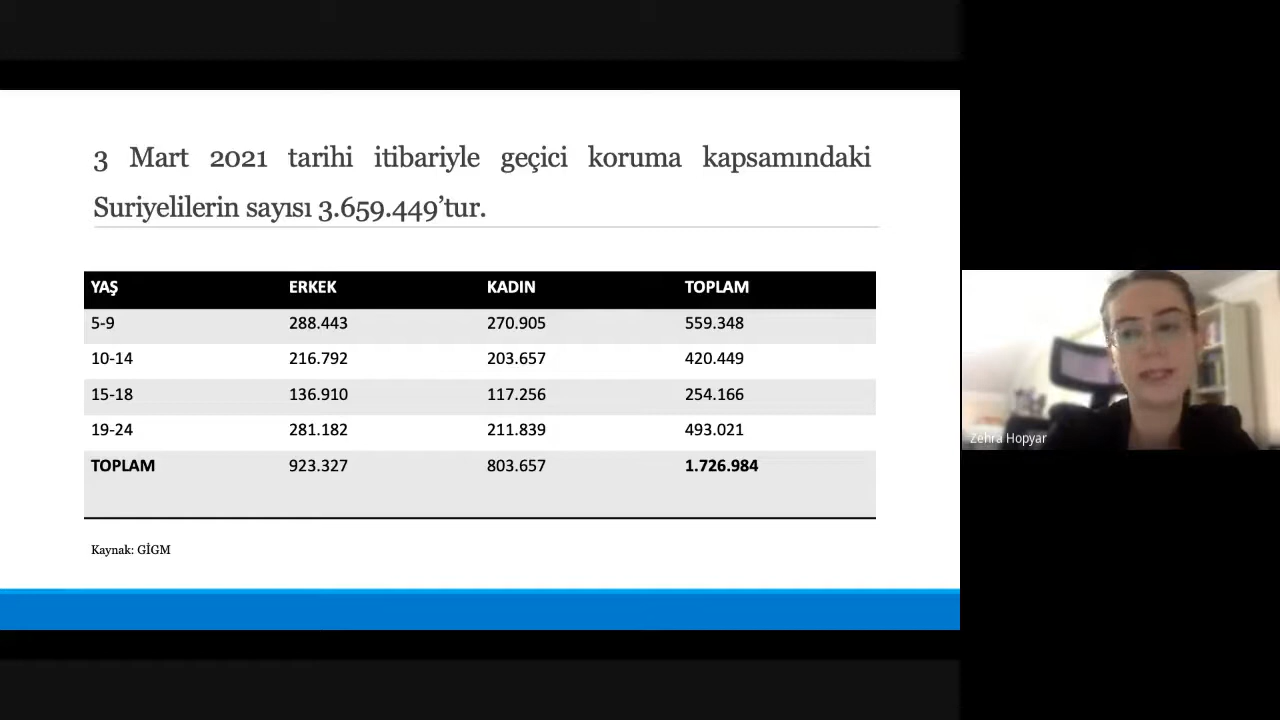 3 Mart 2021 tarihi itibariyle geçici koruma kapsamındaki
Suriyelilerin sayısı 3.659.449’tur.
YAŞ ERKEK KADIN TOPLAM
5-9 288.443 270.905 559.348
10-14 216.792 203.657 420.449
15-18 136.910 117.256 254.166
19-24 281.182 211.839 493.021
TOPLAM 923.327 803.657 1.726.984
Kaynak: GİGM
Zehra Hopyar